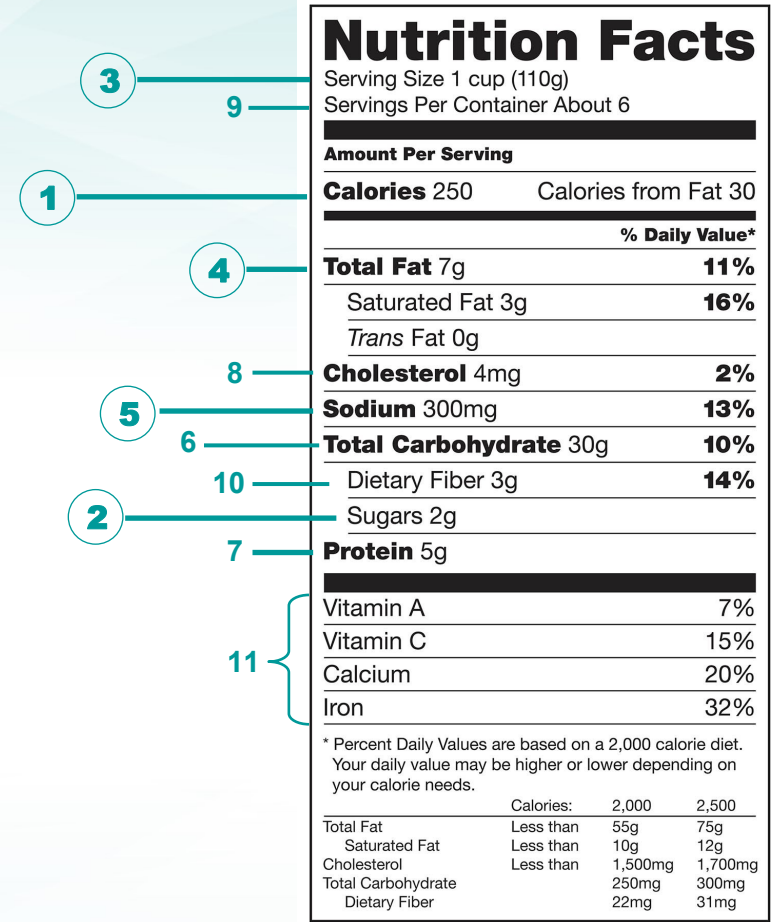 Nutrition Facts
3 Serving Size 1 cup (110g)
9 Servings Per Container About 6
Amount Per Serving
1 Calories 250 Calories from Fat 30
% Daily Value*
4 Total Fat 7g 11%
Saturated Fat 3g 16%
Trans Fat 0g
8 Cholesterol 4mg 2%
5 Sodium 300mg 13%
6 Total Carbohydrate 30g 10%
10 Dietary Fiber 3g 14%
2 Sugars 2g
7 Protein 5g
Vitamin A 7%
Vitamin C 15%
11
Calcium 20%
Iron 32%
* Percent Daily Values are based on a 2,000 calorie diet.
Your daily value may be higher or lower depending on
your calorie needs.
Calories: 2,000 2,500
Total Fat Less than 55g 75g
Saturated Fat Less than 10g 12g
Cholesterol Less than 1,500mg 1,700mg
Total Carbohydrate 250mg 300mg
Dietary Fiber 22mg 31mg